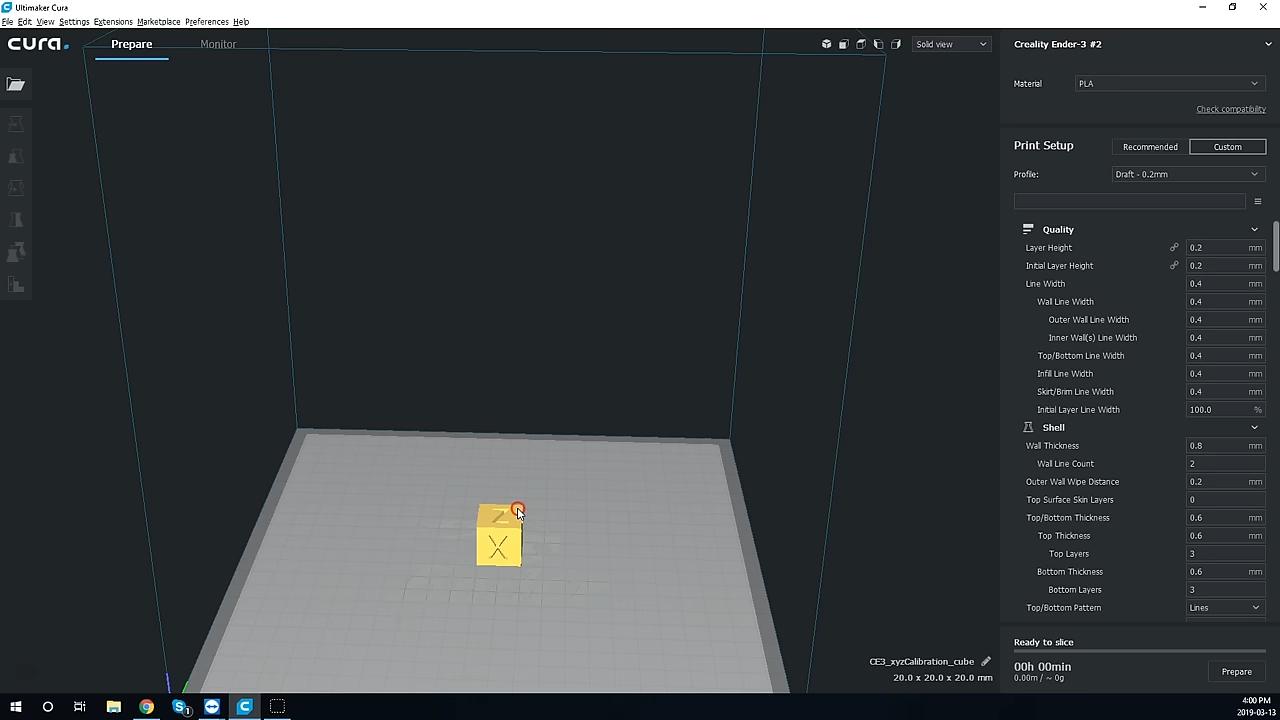 Ultimaker Cura
File Edit View Settings Extensions Marketplace Preferences Help
cura. Prepare Monitor Solid view Creality Ender-3 #2
Material PLA
Check compatibility
Print Setup Recommended Custom
Profile: Draft - 0.2mm
Quality
Layer Height 0.2 mm
Initial Layer Height 0.2 mm
Line Width 0.4 mm
Wall Line Width 0.4 mm
Outer Wall Line Width 0.4 mm
Inner Wall(s) Line Width 0.4 mm
Top/Bottom Line Width 0.4 mm
Infill Line Width 0.4 mm
Skirt/Brim Line Width 0.4 mm
Initial Layer Line Width 100.0 %
Shell
Wall Thickness 0.8 mm
Wall Line Count 2
Outer Wall Wipe Distance 0.2 mm
Top Surface Skin Layers 0
Top/Bottom Thickness 0.6 mm
Top Thickness 0.6 mm
Top Layers 3
Bottom Thickness 0.6 mm
Bottom Layers 3
Top/Bottom Pattern Lines
Z
X
CE3_xyzCalibration_cube
20.0 x 20.0 x 20.0 mm
Ready to slice
00h 00min
0.00m / ~ 0g
Prepare
1
4:00 PM
2019-03-13